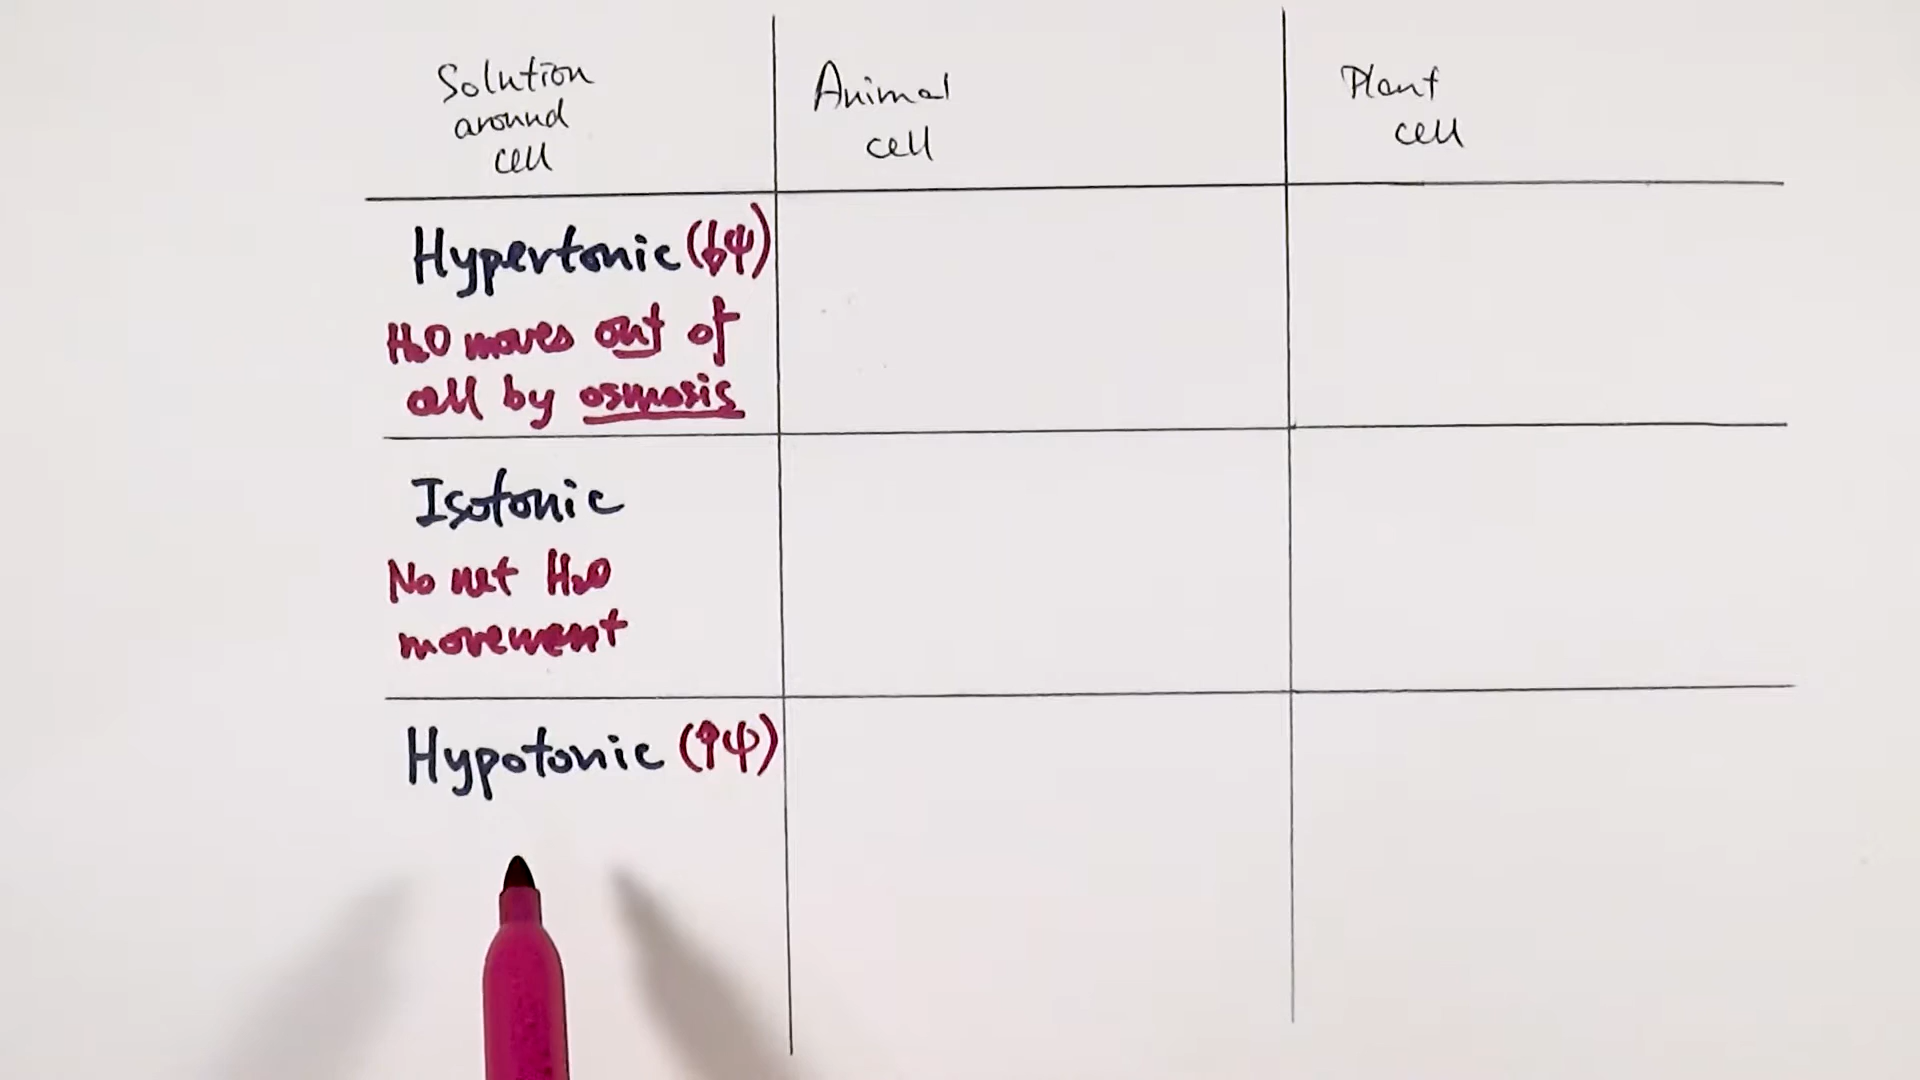 Solution
around
cell
Animal
cell
Plant
cell
Hypertonic (↓ψ)
H₂O moves out of
cell by osmosis
Isotonic
No net H₂O
movement
Hypotonic (↑ψ)